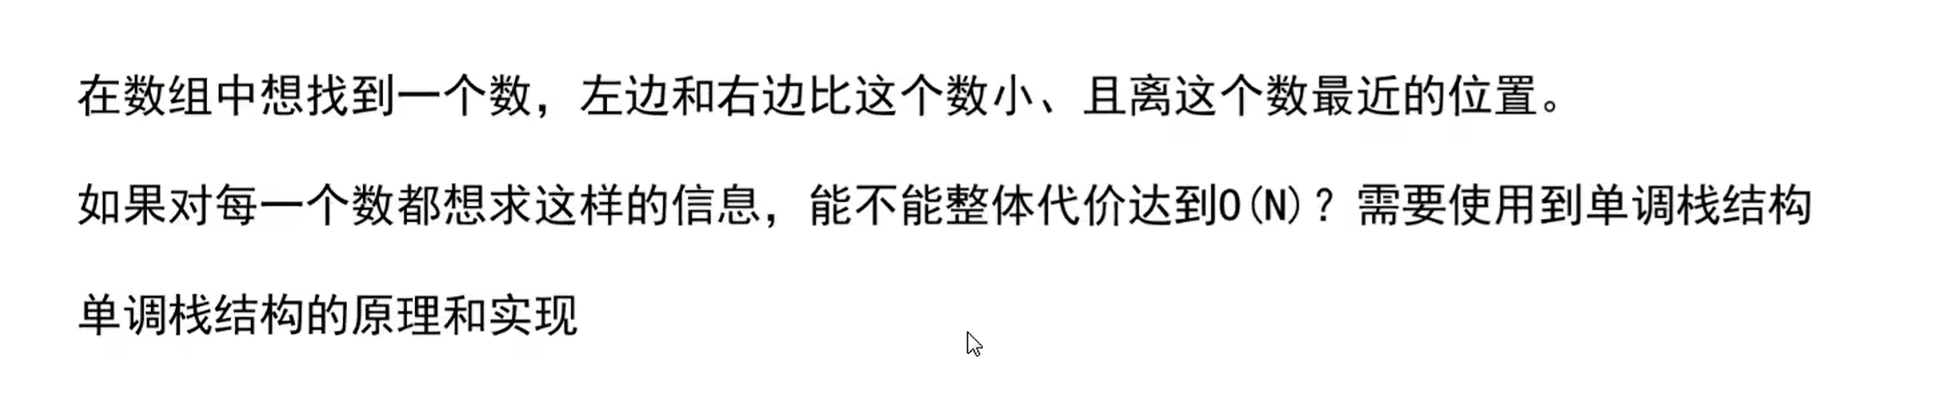 在数组中想找到一个数，左边和右边比这个数小、且离这个数最近的位置。
如果对每一个数都想求这样的信息，能不能整体代价达到O(N)？需要使用到单调栈结构
单调栈结构的原理和实现